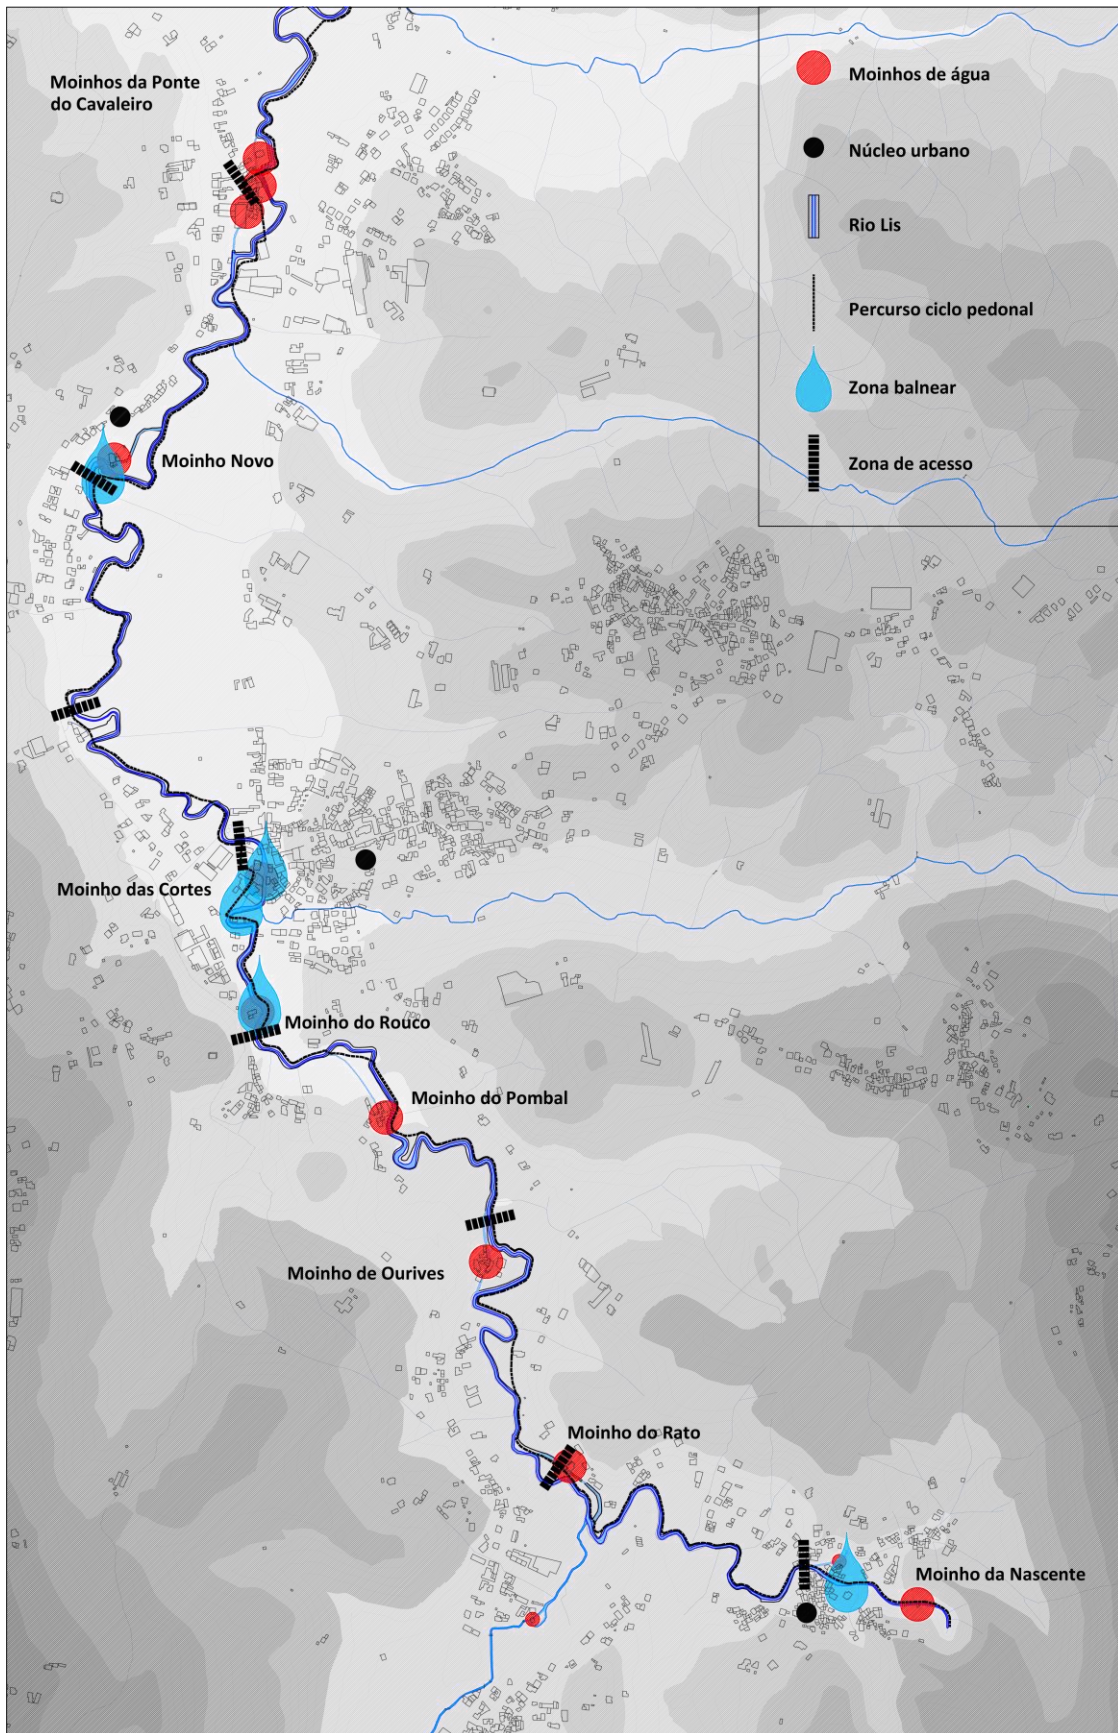 Moinhos da Ponte
do Cavaleiro
Moinhos de água
Núcleo urbano
Rio Lis
Percurso ciclo pedonal
Zona balnear
Zona de acesso
Moinho Novo
Moinho das Cortes
Moinho do Rouco
Moinho do Pombal
Moinho de Ourives
Moinho do Rato
Moinho da Nascente